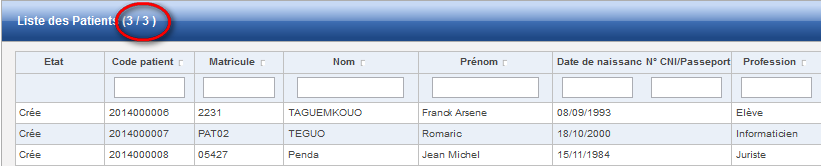 Liste des Patients (3 / 3 )
Etat Code patient Matricule Nom Prénom Date de naissanc N° CNI/Passeport Profession
Crée 2014000006 2231 TAGUEMKOUO Franck Arsene 08/09/1993 Elève
Crée 2014000007 PAT02 TEGUO Romaric 18/10/2000 Informaticien
Crée 2014000008 05427 Penda Jean Michel 15/11/1984 Juriste